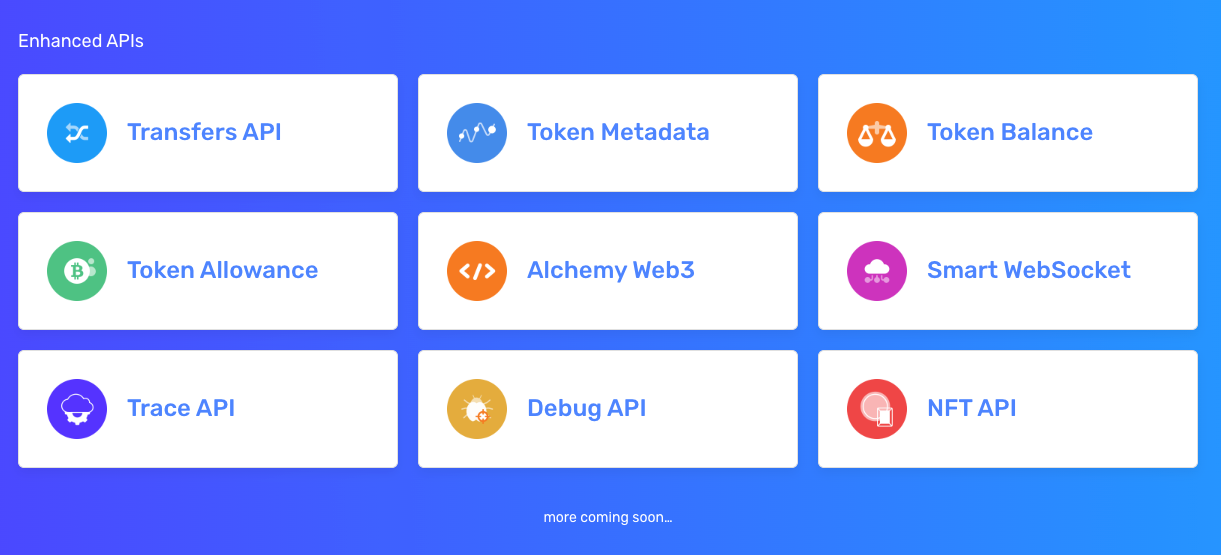 Enhanced APIs
Transfers API
Token Metadata
Token Balance
Token Allowance
Alchemy Web3
Smart WebSocket
Trace API
Debug API
NFT API
more coming soon…